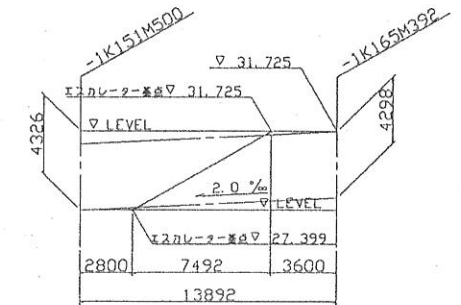 -1K151M500
-1K165M392
▽ 31.725
エスカレーター基点▽ 31.725
▽ LEVEL
4326
4298
2.0 ‰
▽ LEVEL
エスカレーター基点▽ 27.399
2800
7492
3600
13892